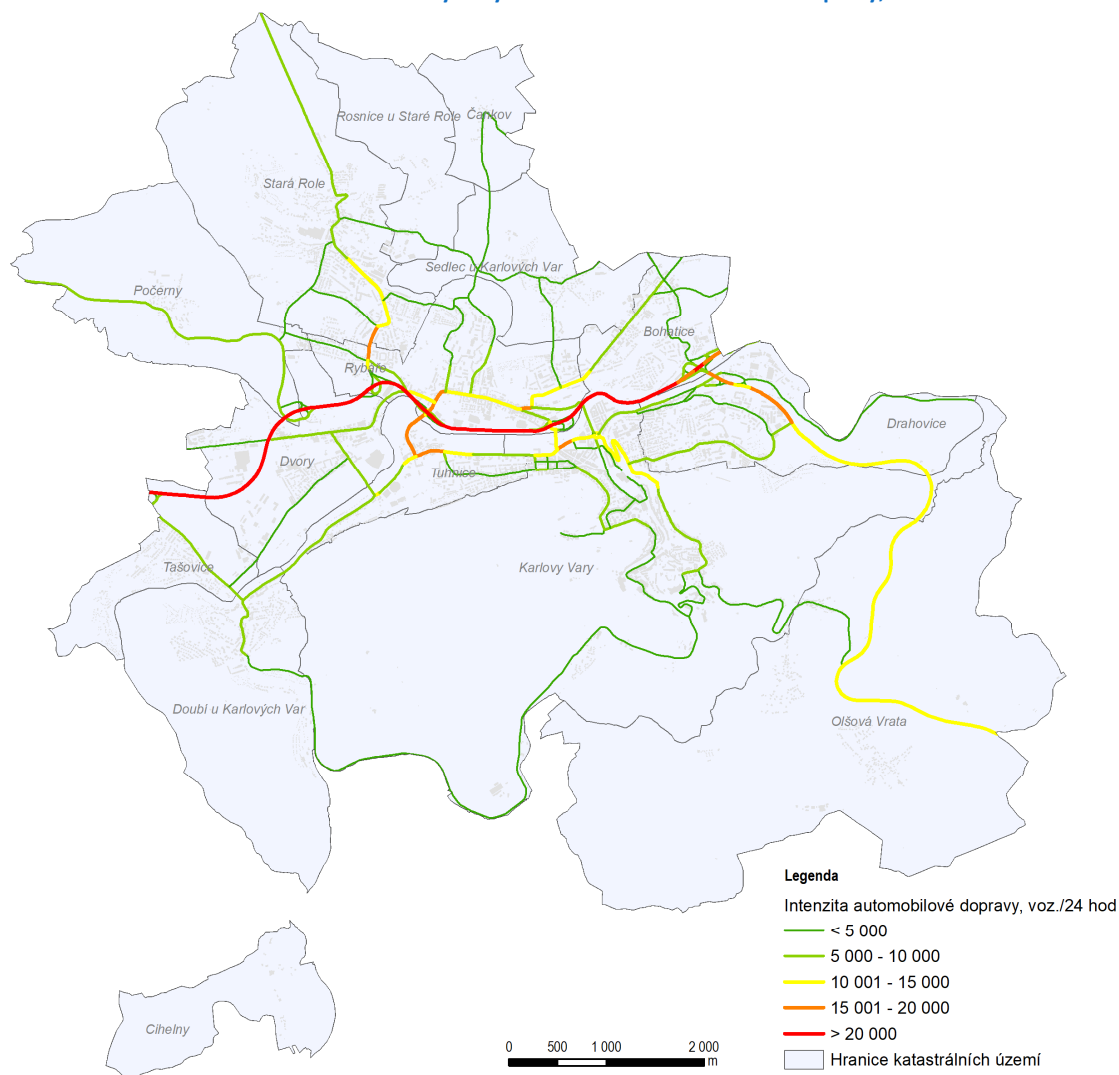 Rosnice u Staré Role
Čankov
Stará Role
Sedlec u Karlových Var
Počerny
Bohatice
Rybáře
Drahovice
Dvory
Tuhnice
Tašovice
Karlovy Vary
Doubí u Karlových Var
Olšová Vrata
Cihelny
Legenda
Intenzita automobilové dopravy, voz./24 hod
< 5 000
5 000 - 10 000
10 001 - 15 000
15 001 - 20 000
> 20 000
Hranice katastrálních území
0 500 1 000 2 000
m